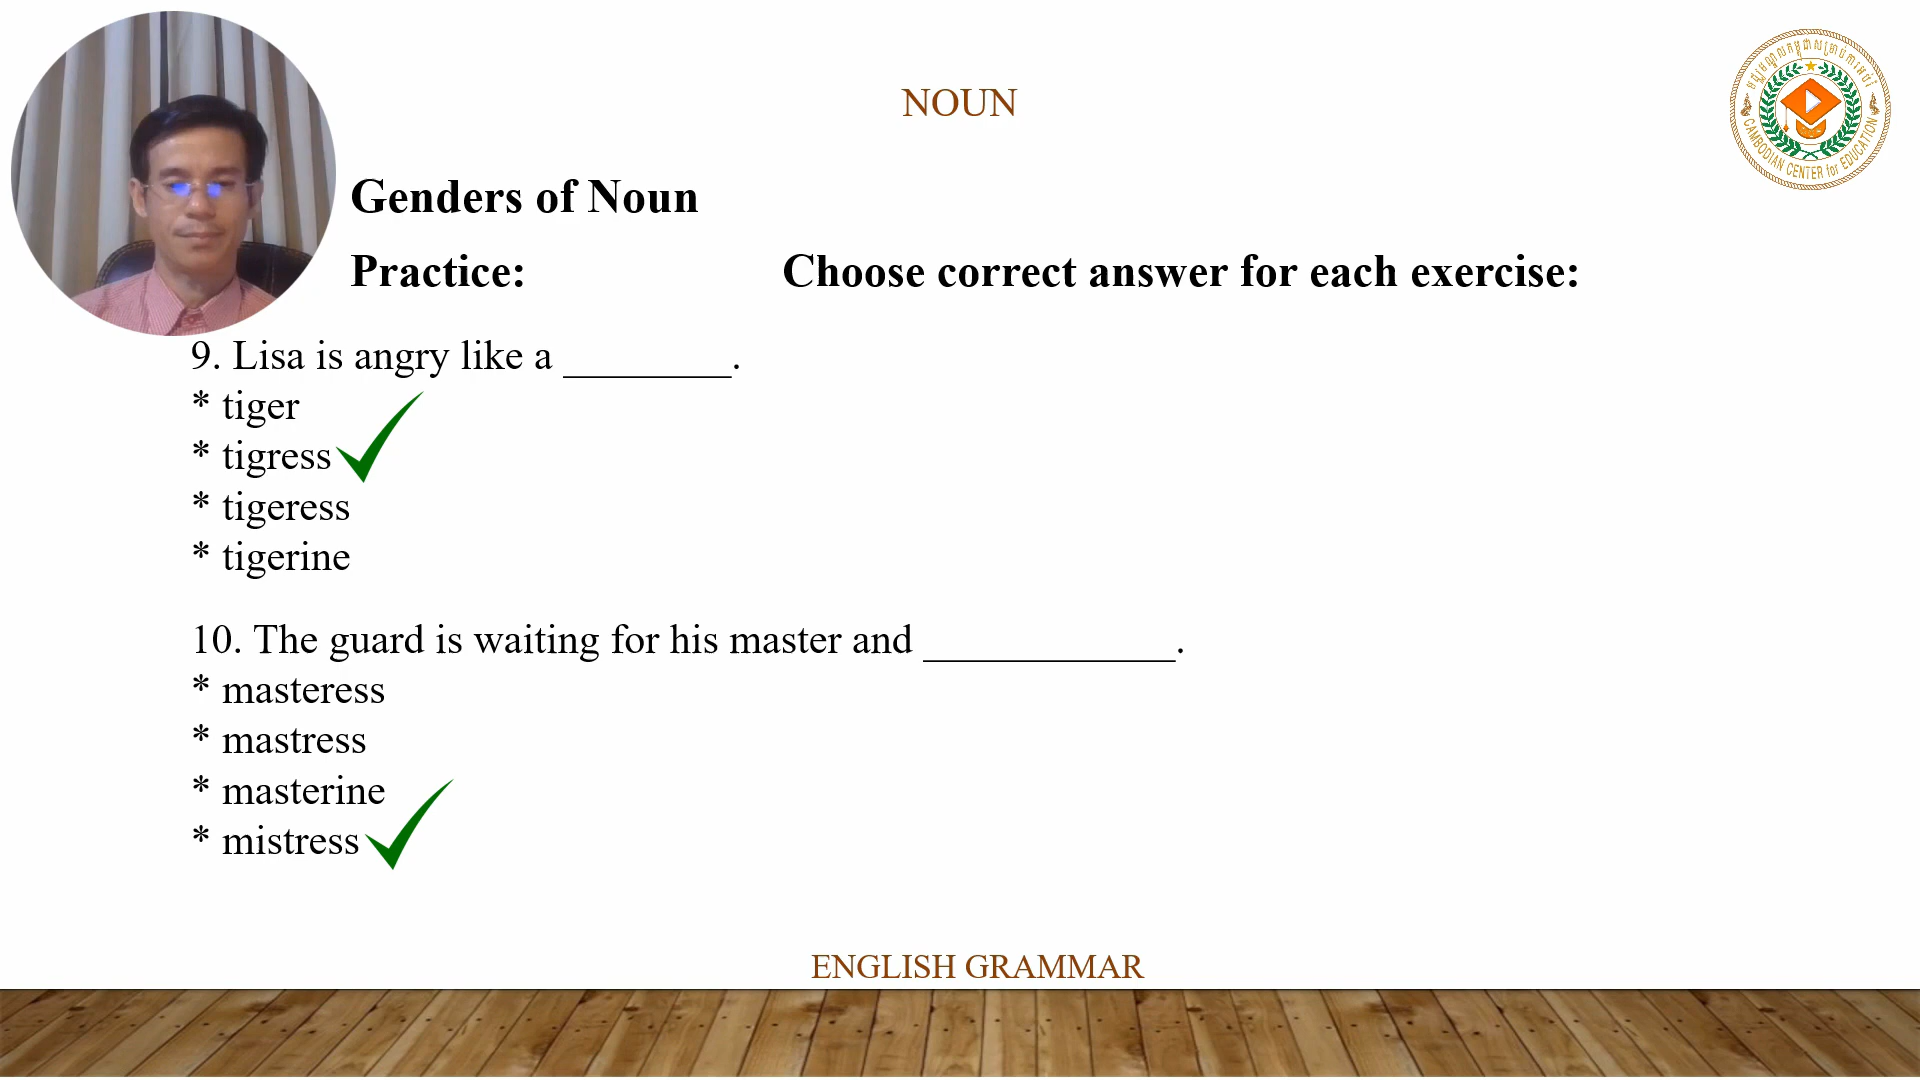 NOUN
CAMBODIAN CENTER for EDUCATION
Genders of Noun
Practice: Choose correct answer for each exercise:
9. Lisa is angry like a ________.
* tiger
* tigress
* tigeress
* tigerine
10. The guard is waiting for his master and ____________.
* masteress
* mastress
* masterine
* mistress
ENGLISH GRAMMAR